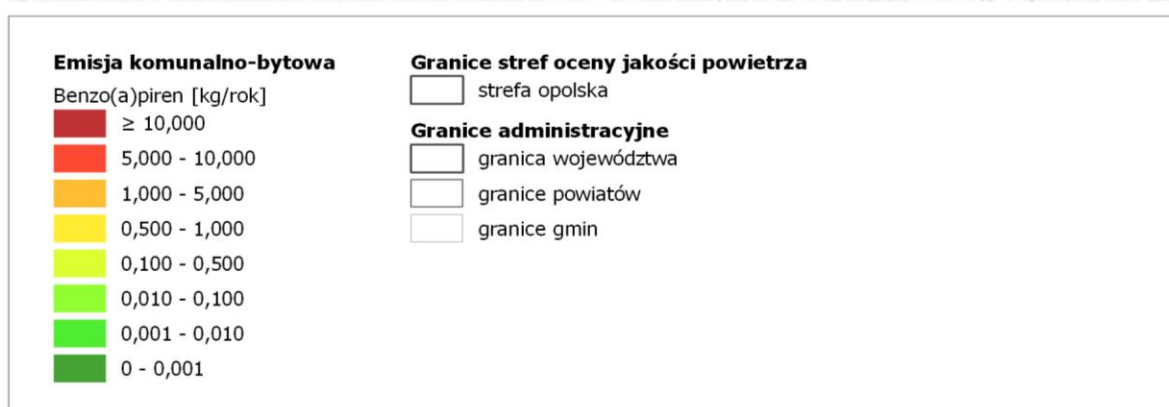 Emisja komunalno-bytowa
Benzo(a)piren [kg/rok]
≥ 10,000
5,000 - 10,000
1,000 - 5,000
0,500 - 1,000
0,100 - 0,500
0,010 - 0,100
0,001 - 0,010
0 - 0,001
Granice stref oceny jakości powietrza
strefa opolska
Granice administracyjne
granica województwa
granice powiatów
granice gmin